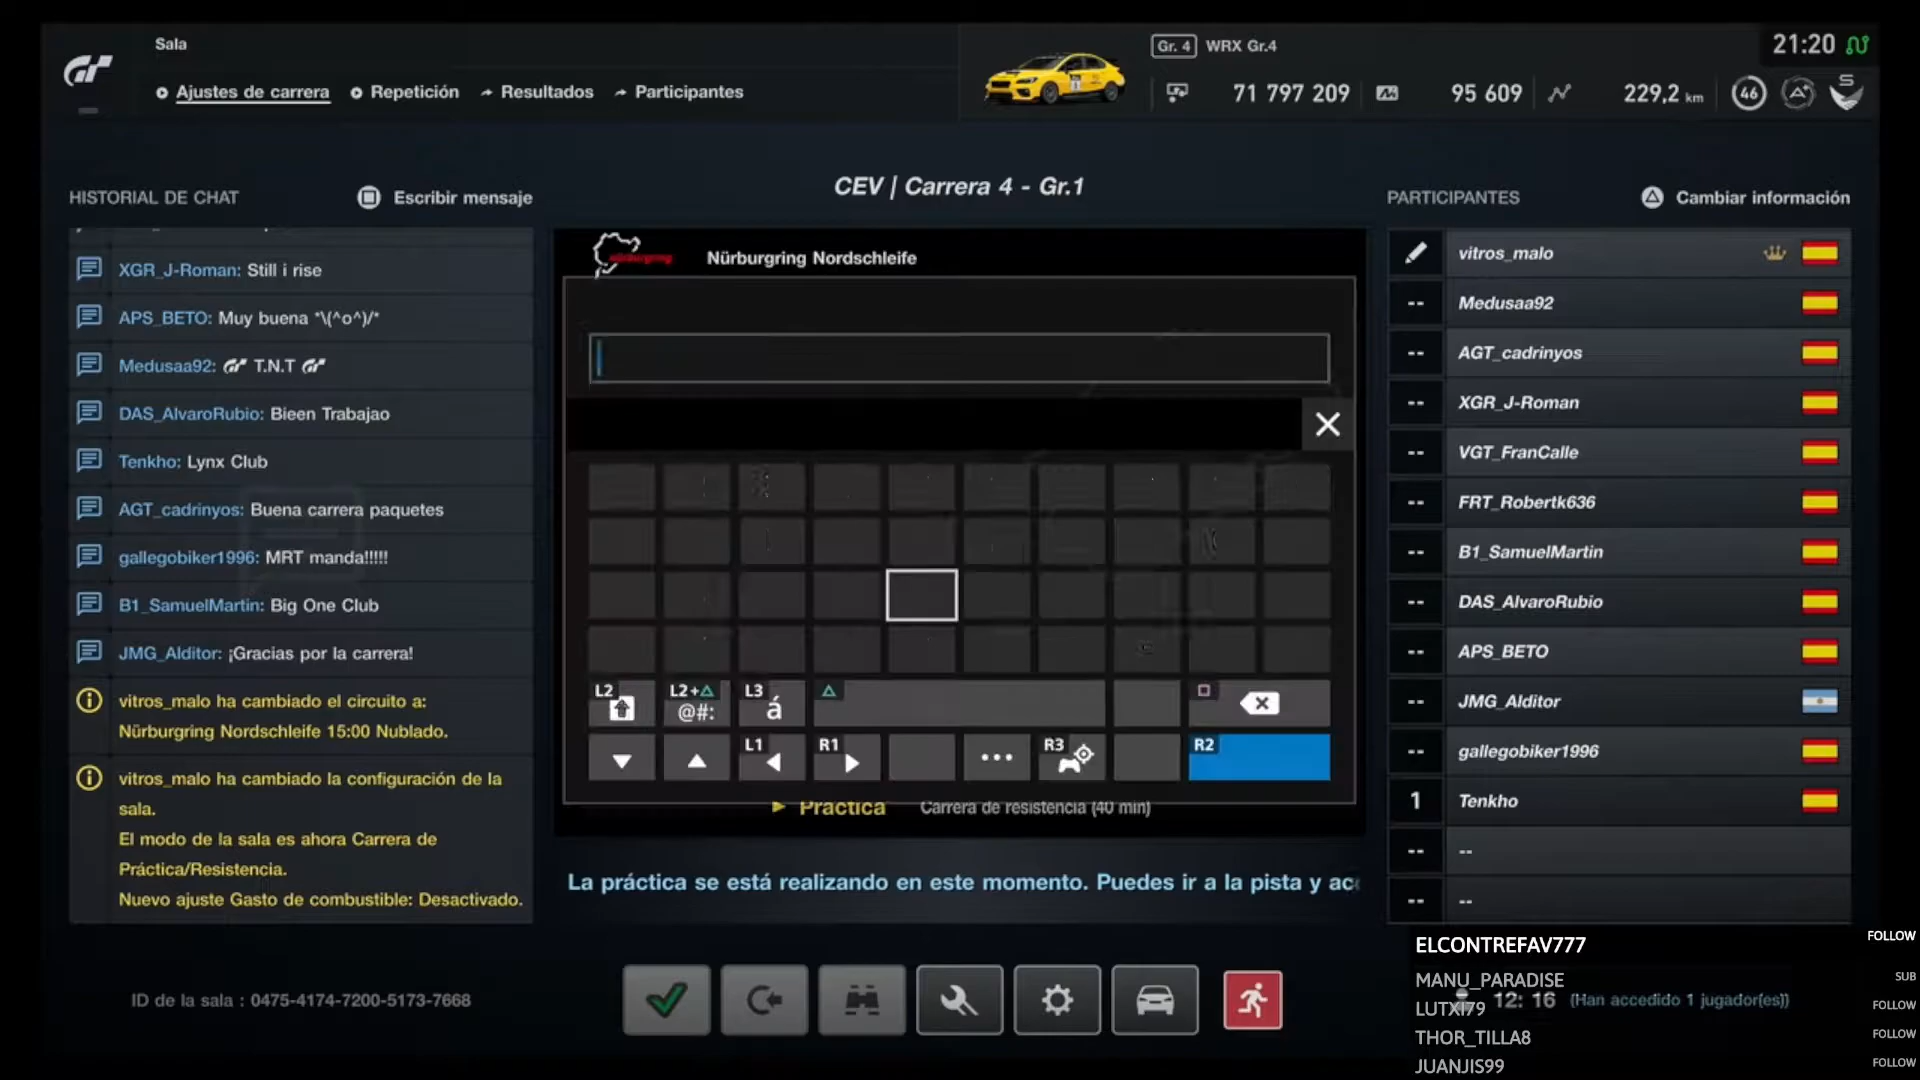 Sala
Ajustes de carrera
Repetición
Resultados
Participantes
Gr. 4
WRX Gr.4
71 797 209
95 609
229,2 km
46
S
21:20
HISTORIAL DE CHAT
Escribir mensaje
XGR_J-Roman: Still i rise
APS_BETO: Muy buena *\(^o^)/*
Medusaa92: GT T.N.T GT
DAS_AlvaroRubio: Bieen Trabajao
Tenkho: Lynx Club
AGT_cadrinyos: Buena carrera paquetes
gallegobiker1996: MRT manda!!!!!
B1_SamuelMartin: Big One Club
JMG_Alditor: ¡Gracias por la carrera!
vitros_malo ha cambiado el circuito a:
Nürburgring Nordschleife 15:00 Nublado.
vitros_malo ha cambiado la configuración de la
sala.
El modo de la sala es ahora Carrera de
Práctica/Resistencia.
Nuevo ajuste Gasto de combustible: Desactivado.
ID de la sala : 0475-4174-7200-5173-7668
CEV | Carrera 4 - Gr.1
nürburgring
Nürburgring Nordschleife
L2
L2+△
@#:
L3
á
L1
R1
...
R3
R2
Práctica
Carrera de resistencia (40 min)
La práctica se está realizando en este momento. Puedes ir a la pista y acc
PARTICIPANTES
Cambiar información
vitros_malo
-- Medusaa92
-- AGT_cadrinyos
-- XGR_J-Roman
-- VGT_FranCalle
-- FRT_Robertk636
-- B1_SamuelMartin
-- DAS_AlvaroRubio
-- APS_BETO
-- JMG_Alditor
-- gallegobiker1996
1 Tenkho
-- --
-- --
12: 16 (Han accedido 1 jugador(es))
ELCONTREFAV777 FOLLOW
MANU_PARADISE SUB
LUTXI79 FOLLOW
THOR_TILLA8 FOLLOW
JUANJIS99 FOLLOW